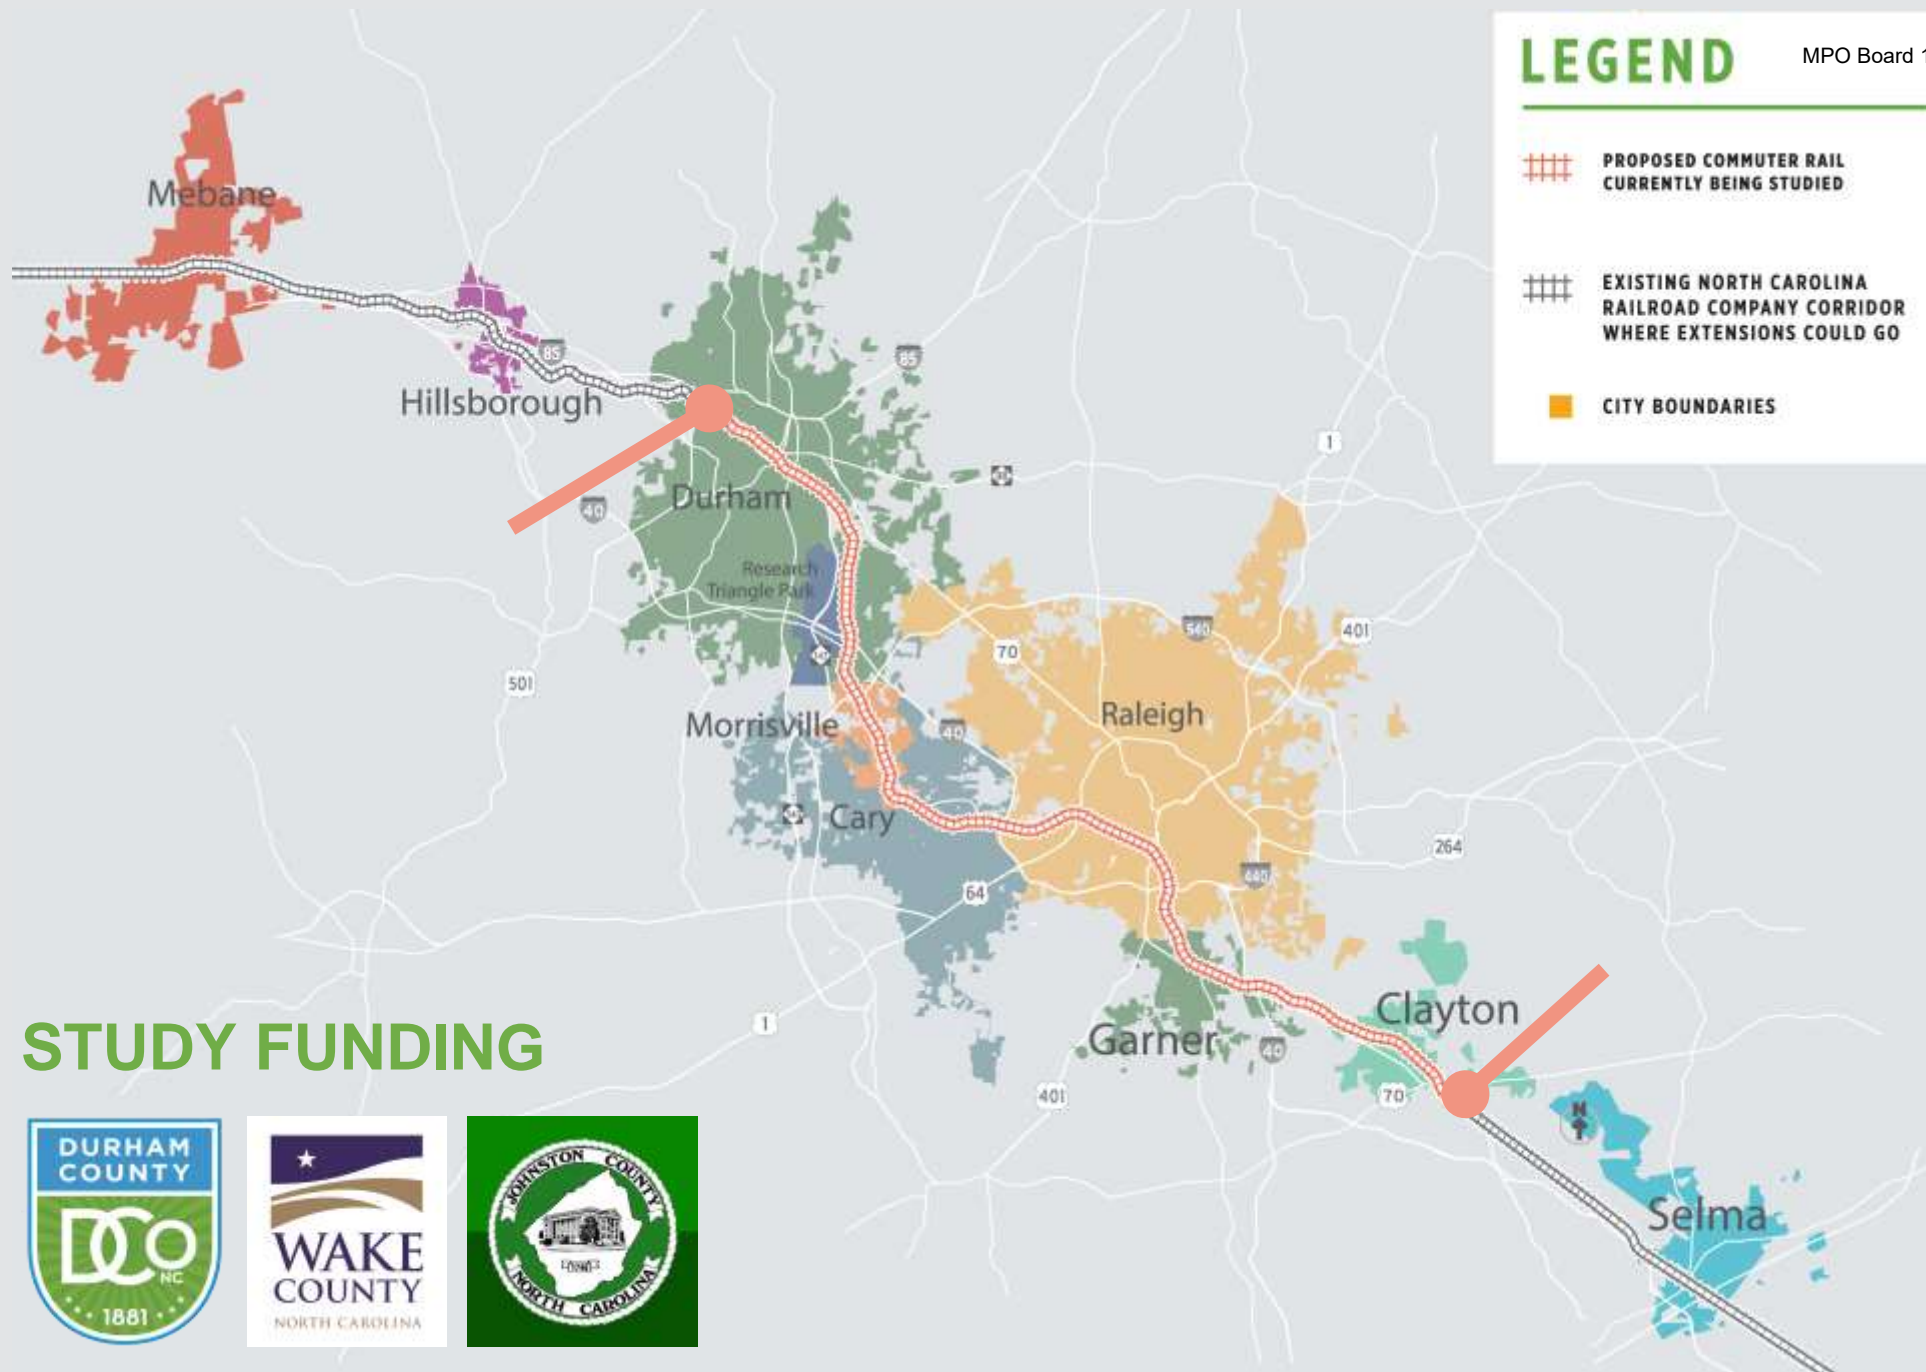 LEGEND
MPO Board 1
PROPOSED COMMUTER RAIL
CURRENTLY BEING STUDIED
EXISTING NORTH CAROLINA
RAILROAD COMPANY CORRIDOR
WHERE EXTENSIONS COULD GO
CITY BOUNDARIES
Mebane
Hillsborough
85
85
1
40
Durham
Research
Triangle Park
540
401
70
501
Morrisville
40
Raleigh
Cary
264
64
440
Clayton
1
Garner
40
401
70
N
Selma
STUDY FUNDING
DURHAM
COUNTY
DCO
NC
1881
WAKE
COUNTY
NORTH CAROLINA
JOHNSTON COUNTY
NORTH CAROLINA